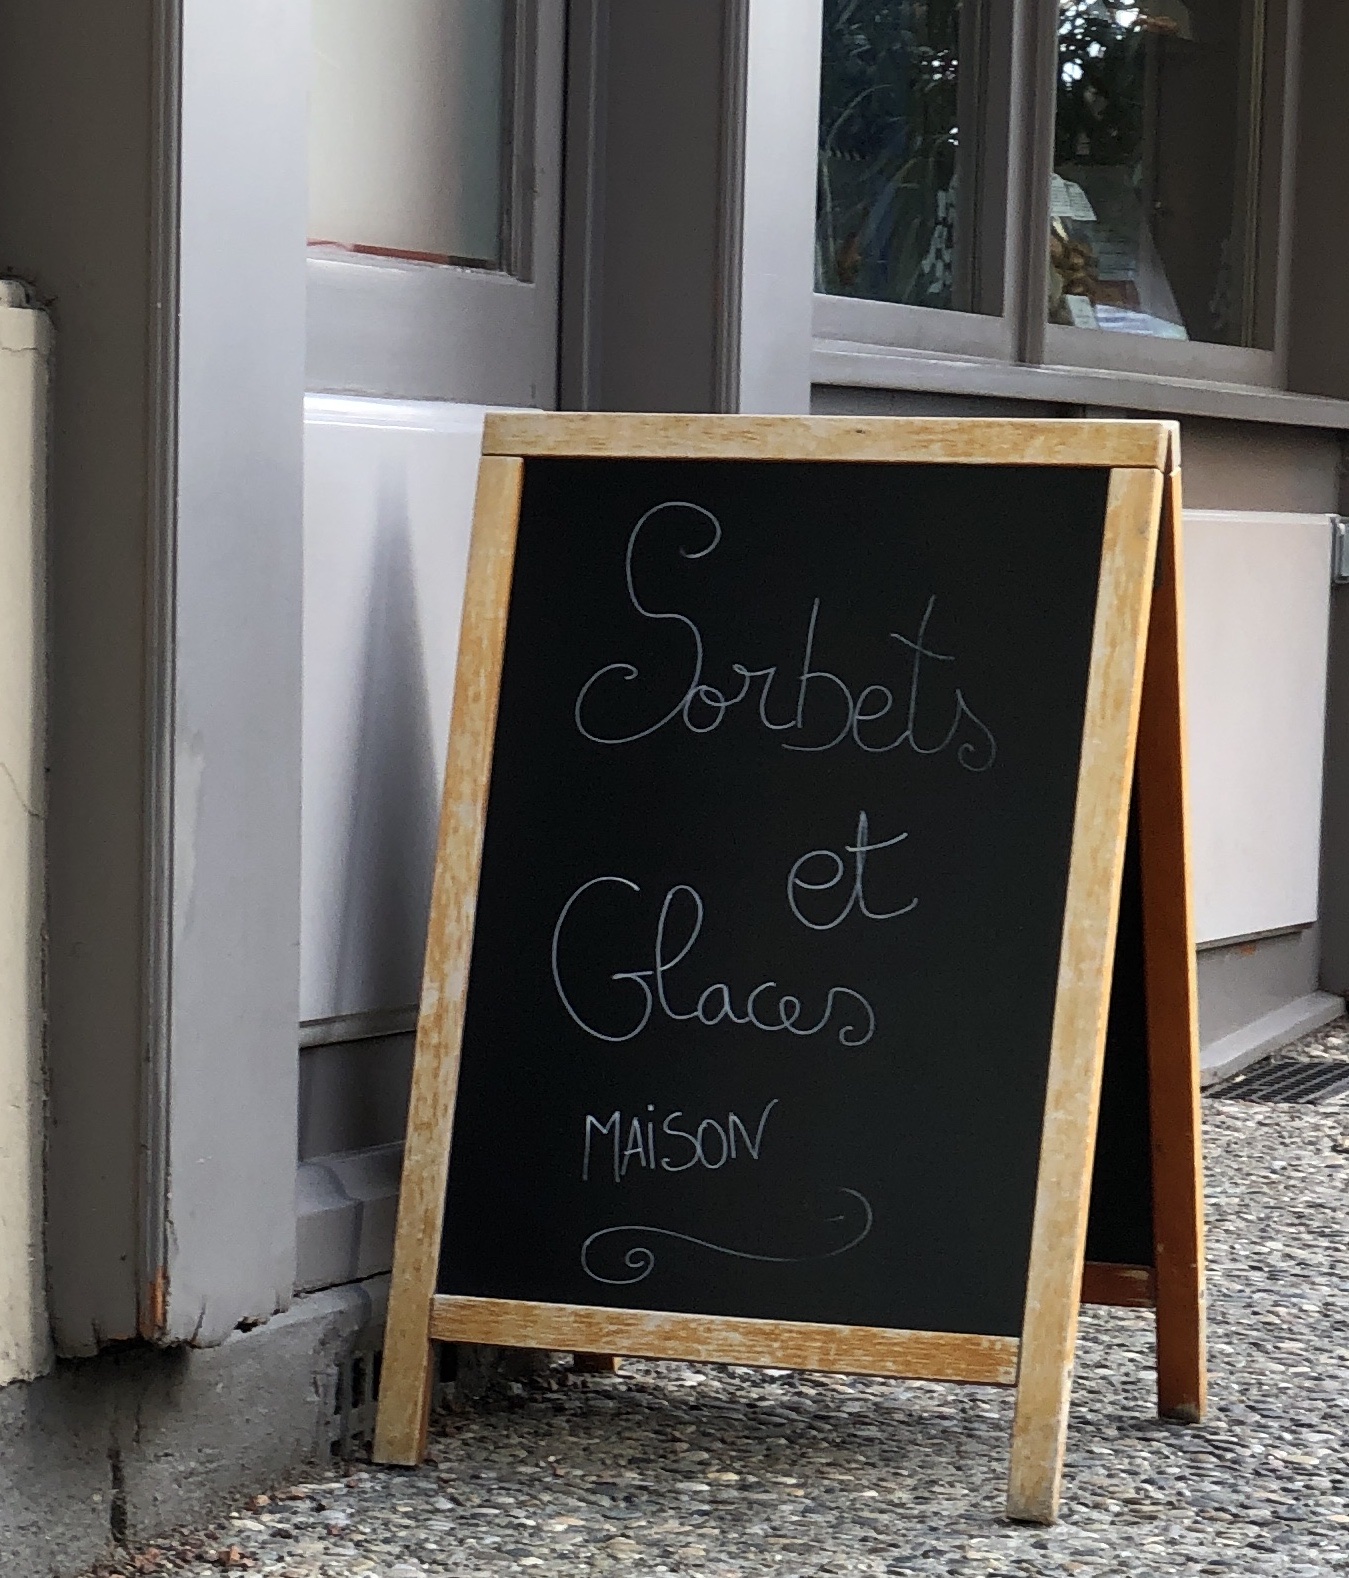 Sorbets
et
Glaces
MAiSON